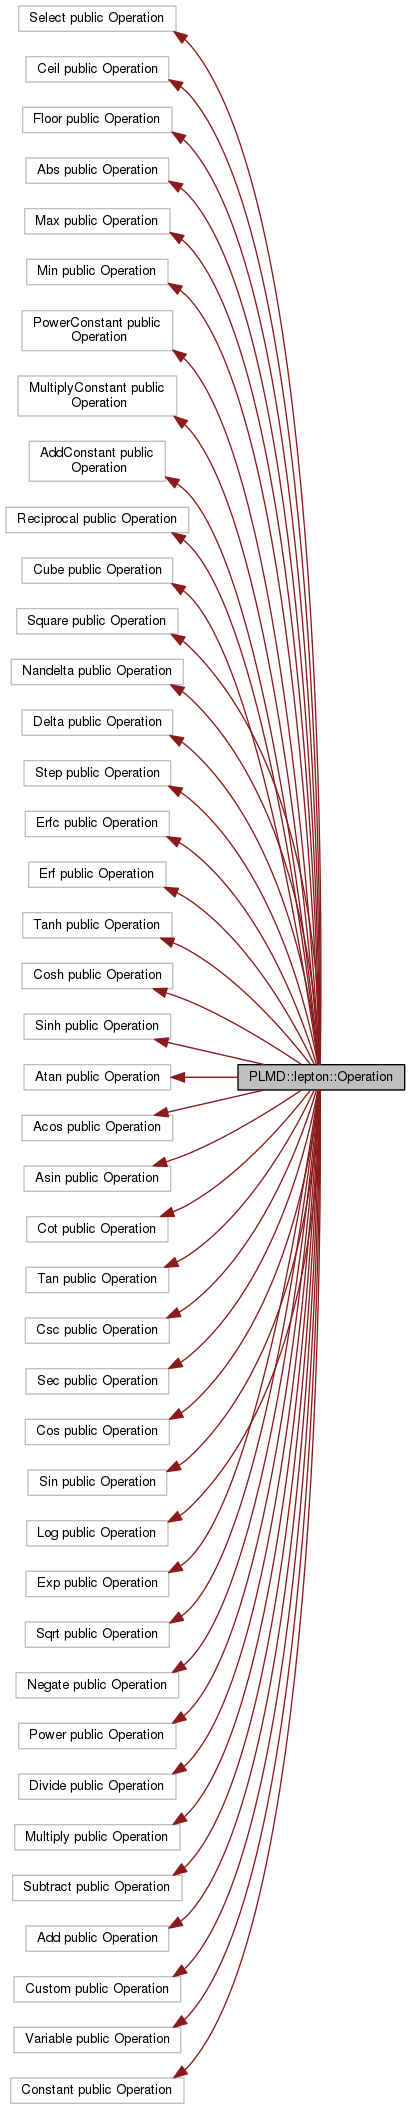 Select public Operation
Ceil public Operation
Floor public Operation
Abs public Operation
Max public Operation
Min public Operation
PowerConstant public
Operation
MultiplyConstant public
Operation
AddConstant public
Operation
Reciprocal public Operation
Cube public Operation
Square public Operation
Nandelta public Operation
Delta public Operation
Step public Operation
Erfc public Operation
Erf public Operation
Tanh public Operation
Cosh public Operation
Sinh public Operation
Atan public Operation
PLMD::lepton::Operation
Acos public Operation
Asin public Operation
Cot public Operation
Tan public Operation
Csc public Operation
Sec public Operation
Cos public Operation
Sin public Operation
Log public Operation
Exp public Operation
Sqrt public Operation
Negate public Operation
Power public Operation
Divide public Operation
Multiply public Operation
Subtract public Operation
Add public Operation
Custom public Operation
Variable public Operation
Constant public Operation